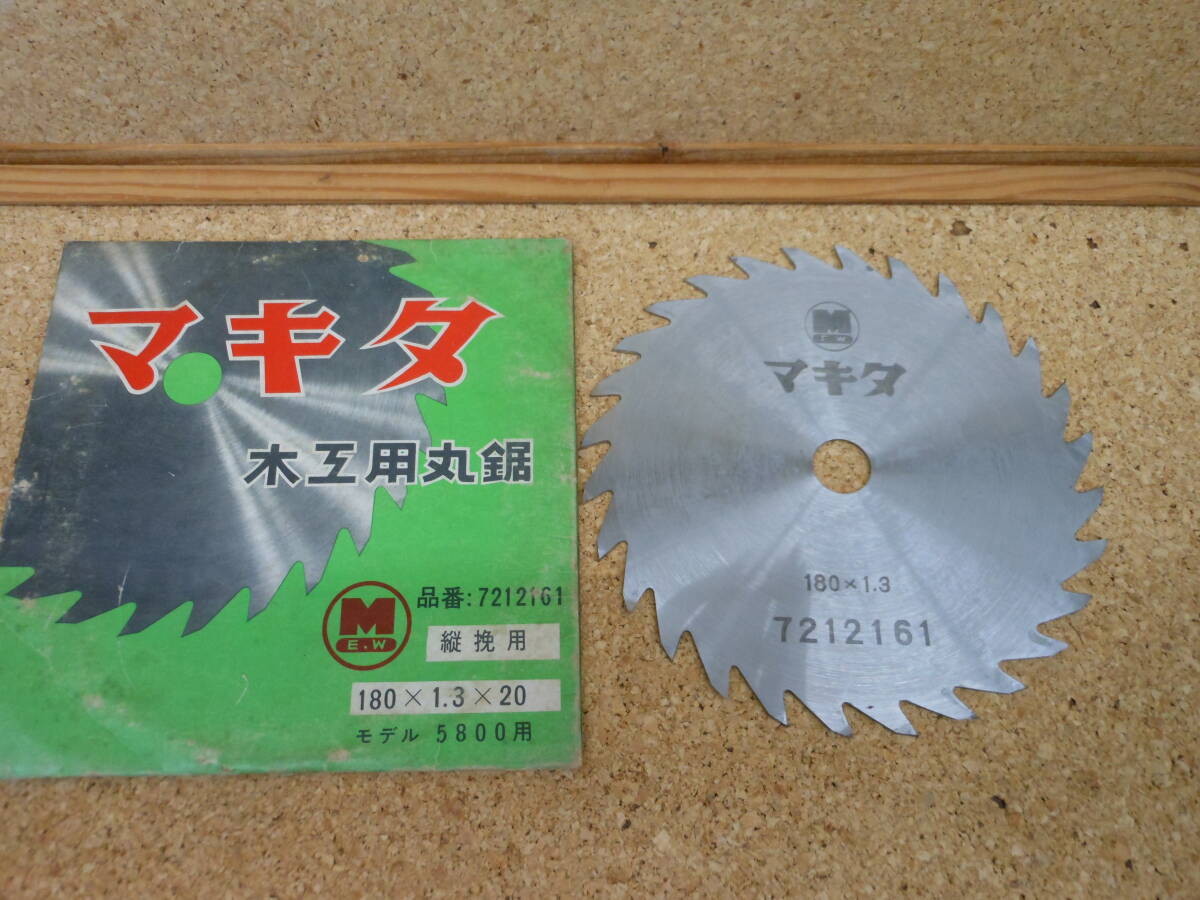 マキタ
木工用丸鋸
品番:7212161
M
E.W
縦挽用
180×1.3×20
モデル 5800用
M
E.W
マキタ
180×1.3
7212161